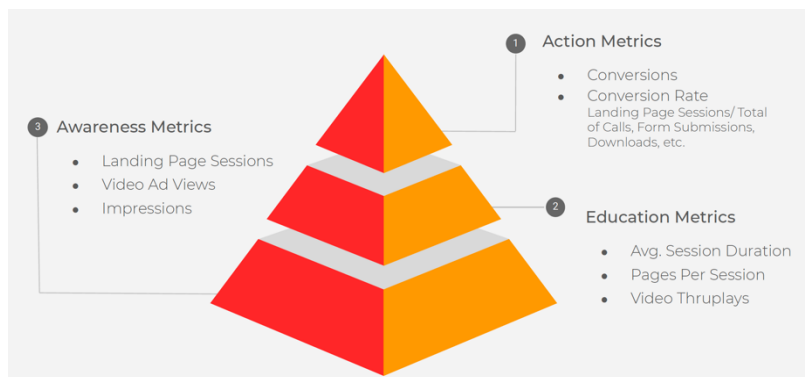 1
Action Metrics
Conversions
Conversion Rate
Landing Page Sessions/ Total
of Calls, Form Submissions,
Downloads, etc.
3
Awareness Metrics
Landing Page Sessions
Video Ad Views
Impressions
2
Education Metrics
Avg. Session Duration
Pages Per Session
Video Thruplays